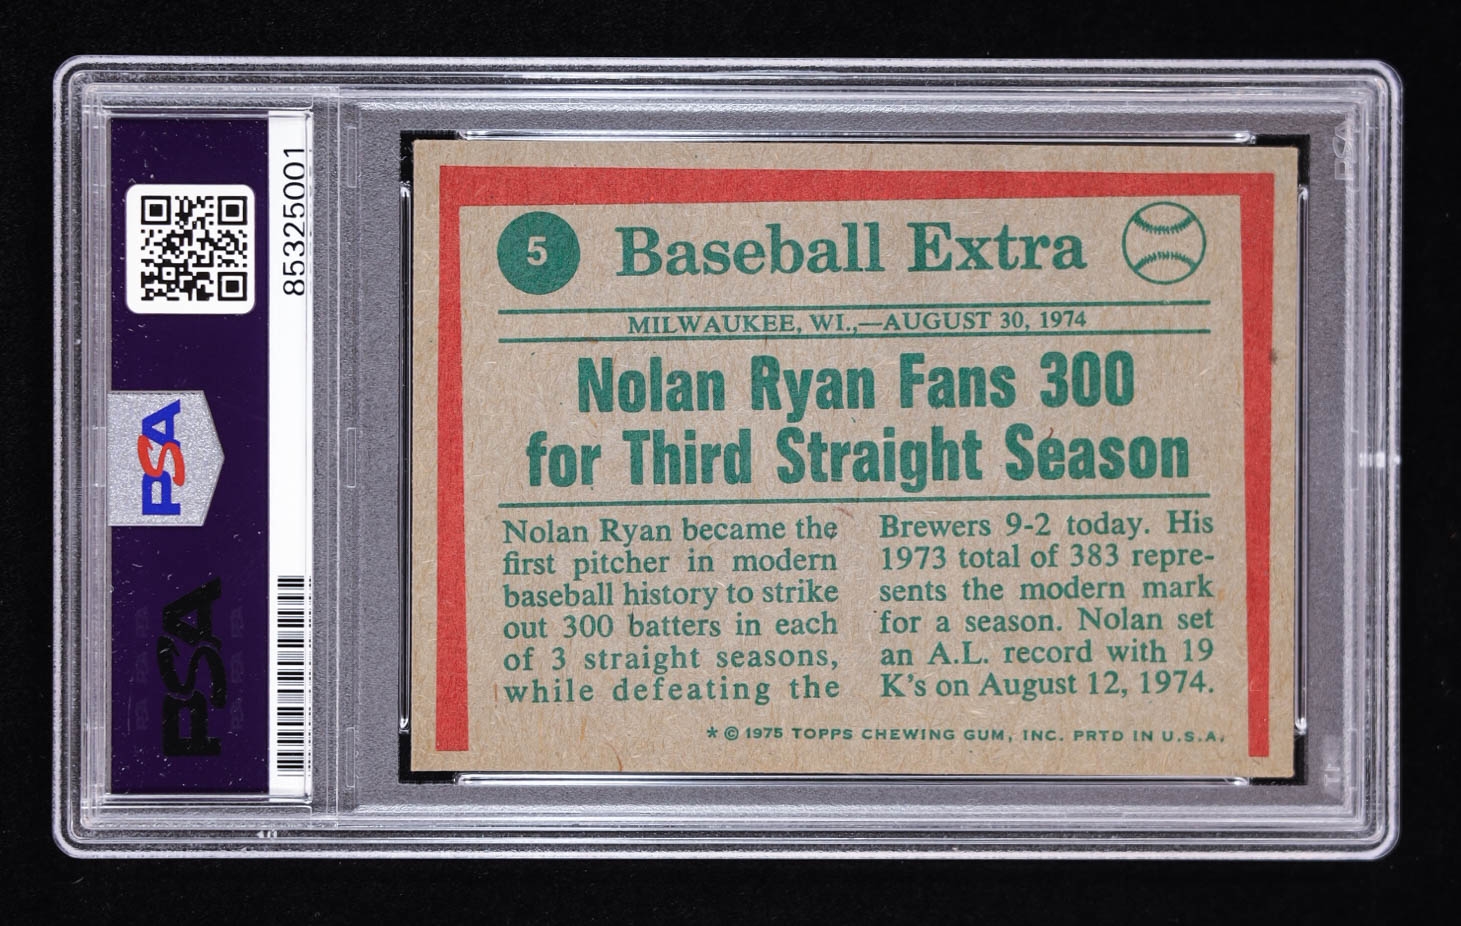 85325001
PSA
PSA
5
Baseball Extra
MILWAUKEE, WI.,—AUGUST 30, 1974
Nolan Ryan Fans 300
for Third Straight Season
Nolan Ryan became the
first pitcher in modern
baseball history to strike
out 300 batters in each
of 3 straight seasons,
while defeating the
Brewers 9-2 today. His
1973 total of 383 repre-
sents the modern mark
for a season. Nolan set
an A.L. record with 19
K's on August 12, 1974.
* © 1975 TOPPS CHEWING GUM, INC. PRTD IN U.S.A.
PSA